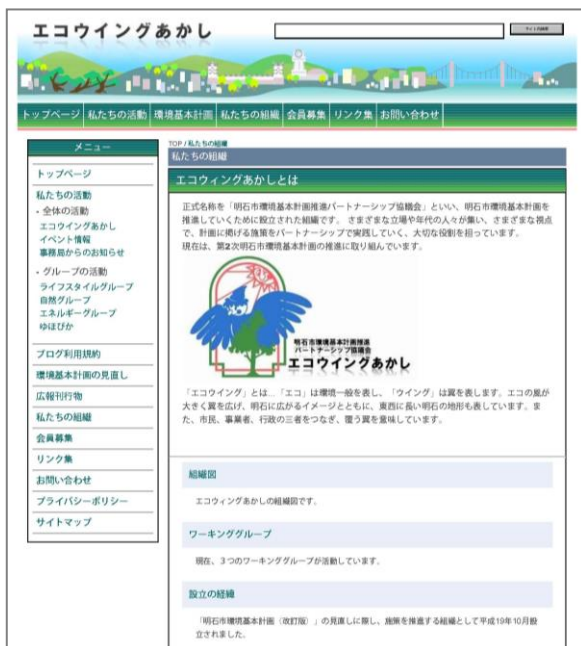 エコウイングあかし
サイト内検索
トップページ 私たちの活動 環境基本計画 私たちの組織 会員募集 リンク集 お問い合わせ
メニュー
トップページ
私たちの活動
・全体の活動
エコウイングあかし
イベント情報
事務局からのお知らせ
・グループの活動
ライフスタイルグループ
自然グループ
エネルギーグループ
ゆほびか
ブログ利用規約
環境基本計画の見直し
広報刊行物
私たちの組織
会員募集
リンク集
お問い合わせ
プライバシーポリシー
サイトマップ
TOP / 私たちの組織
私たちの組織
エコウィングあかしとは
正式名称を「明石市環境基本計画推進パートナーシップ協議会」といい、明石市環境基本計画を
推進していくために設立された組織です。 さまざまな立場や年代の人々が集い、さまざまな視点
で、計画に掲げる施策をパートナーシップで実践していく、大切な役割を担っています。
現在は、第2次明石市環境基本計画の推進に取り組んでいます。
明石市環境基本計画推進
パートナーシップ協議会
エコウイングあかし
「エコウイング」とは…「エコ」は環境一般を表し、「ウイング」は翼を表します。エコの風が
大きく翼を広げ、明石に広がるイメージとともに、東西に長い明石の地形も表しています。ま
た、市民、事業者、行政の三者をつなぎ、覆う翼を意味しています。
組織図
エコウィングあかしの組織図です。
ワーキンググループ
現在、３つのワーキンググループが活動しています.
設立の経緯
「明石市環境基本計画（改訂版）」の見直しに際し、施策を推進する組織として平成19年10月設
立されました.